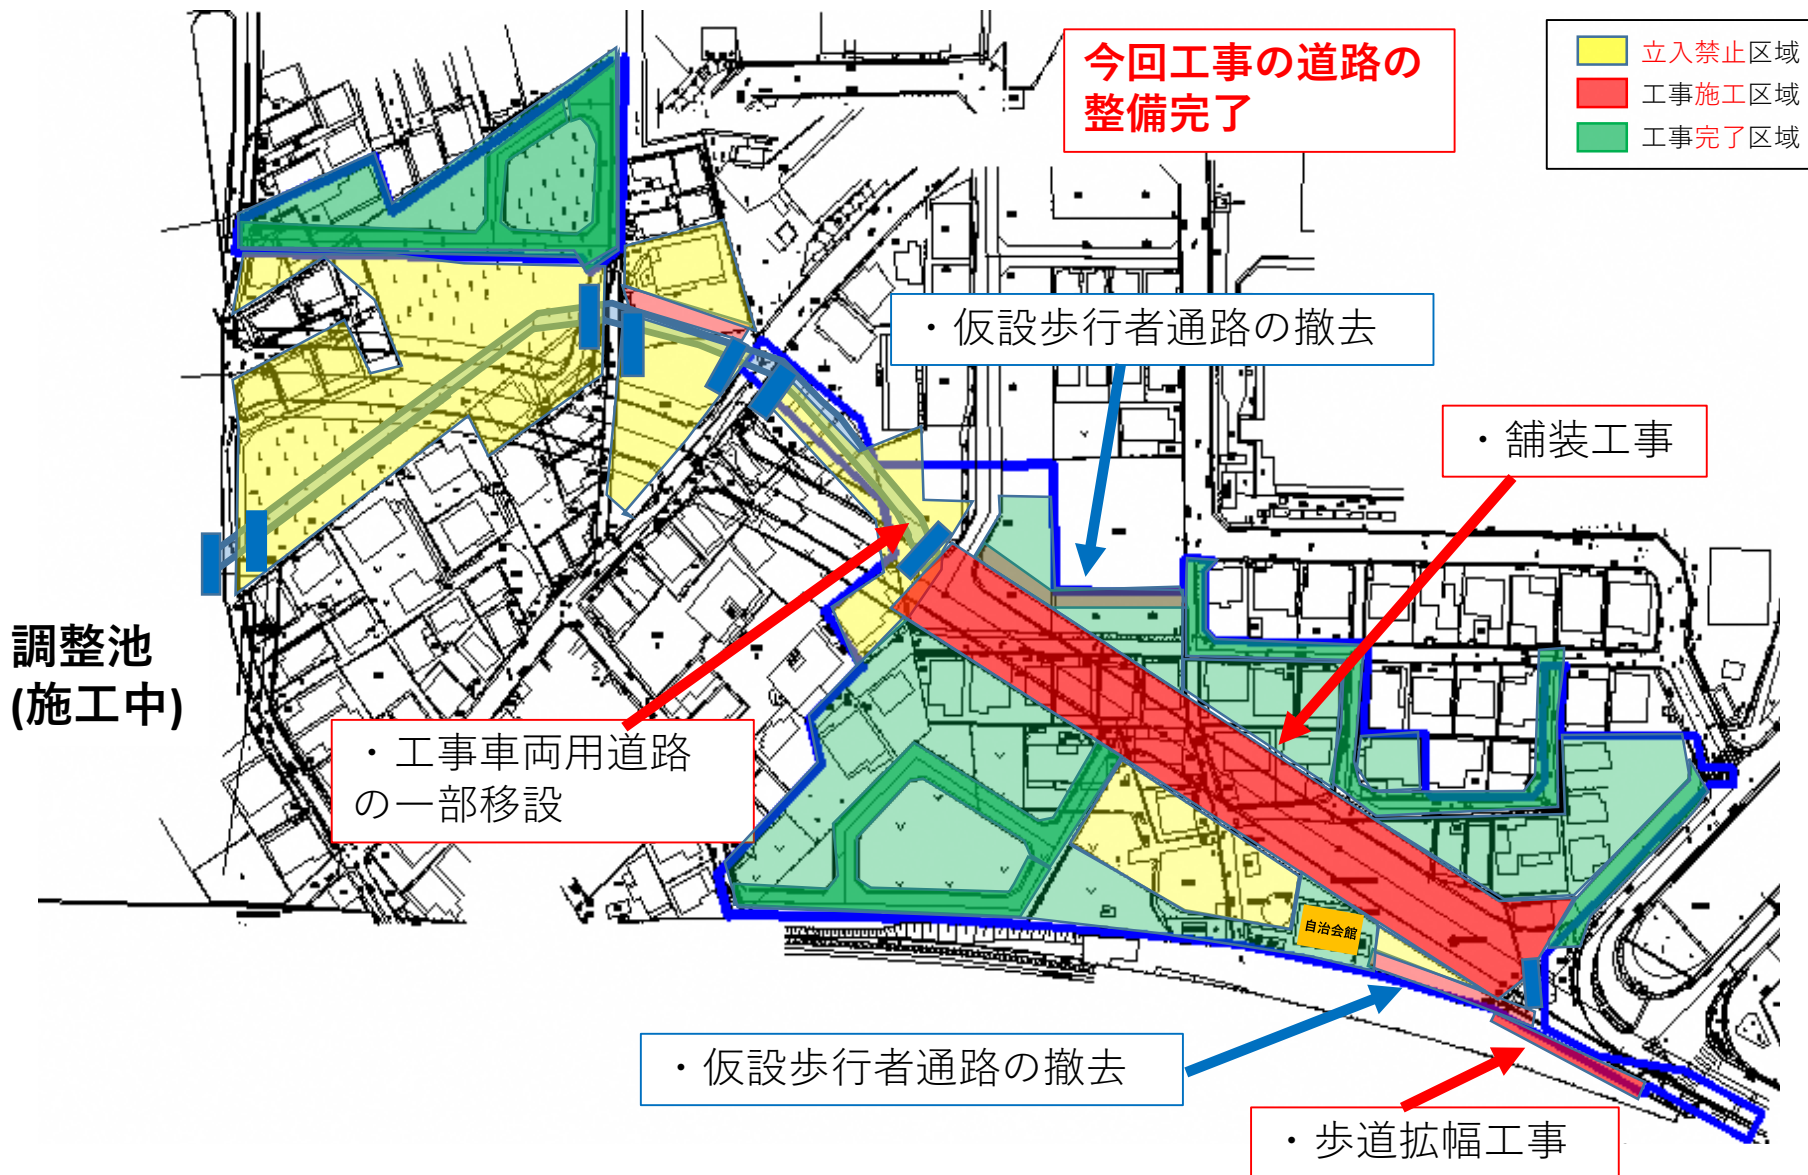 今回工事の道路の
整備完了
立入禁止区域
工事施工区域
工事完了区域
・仮設歩行者通路の撤去
・舗装工事
調整池
(施工中)
・工事車両用道路
の一部移設
自治会館
・仮設歩行者通路の撤去
・歩道拡幅工事